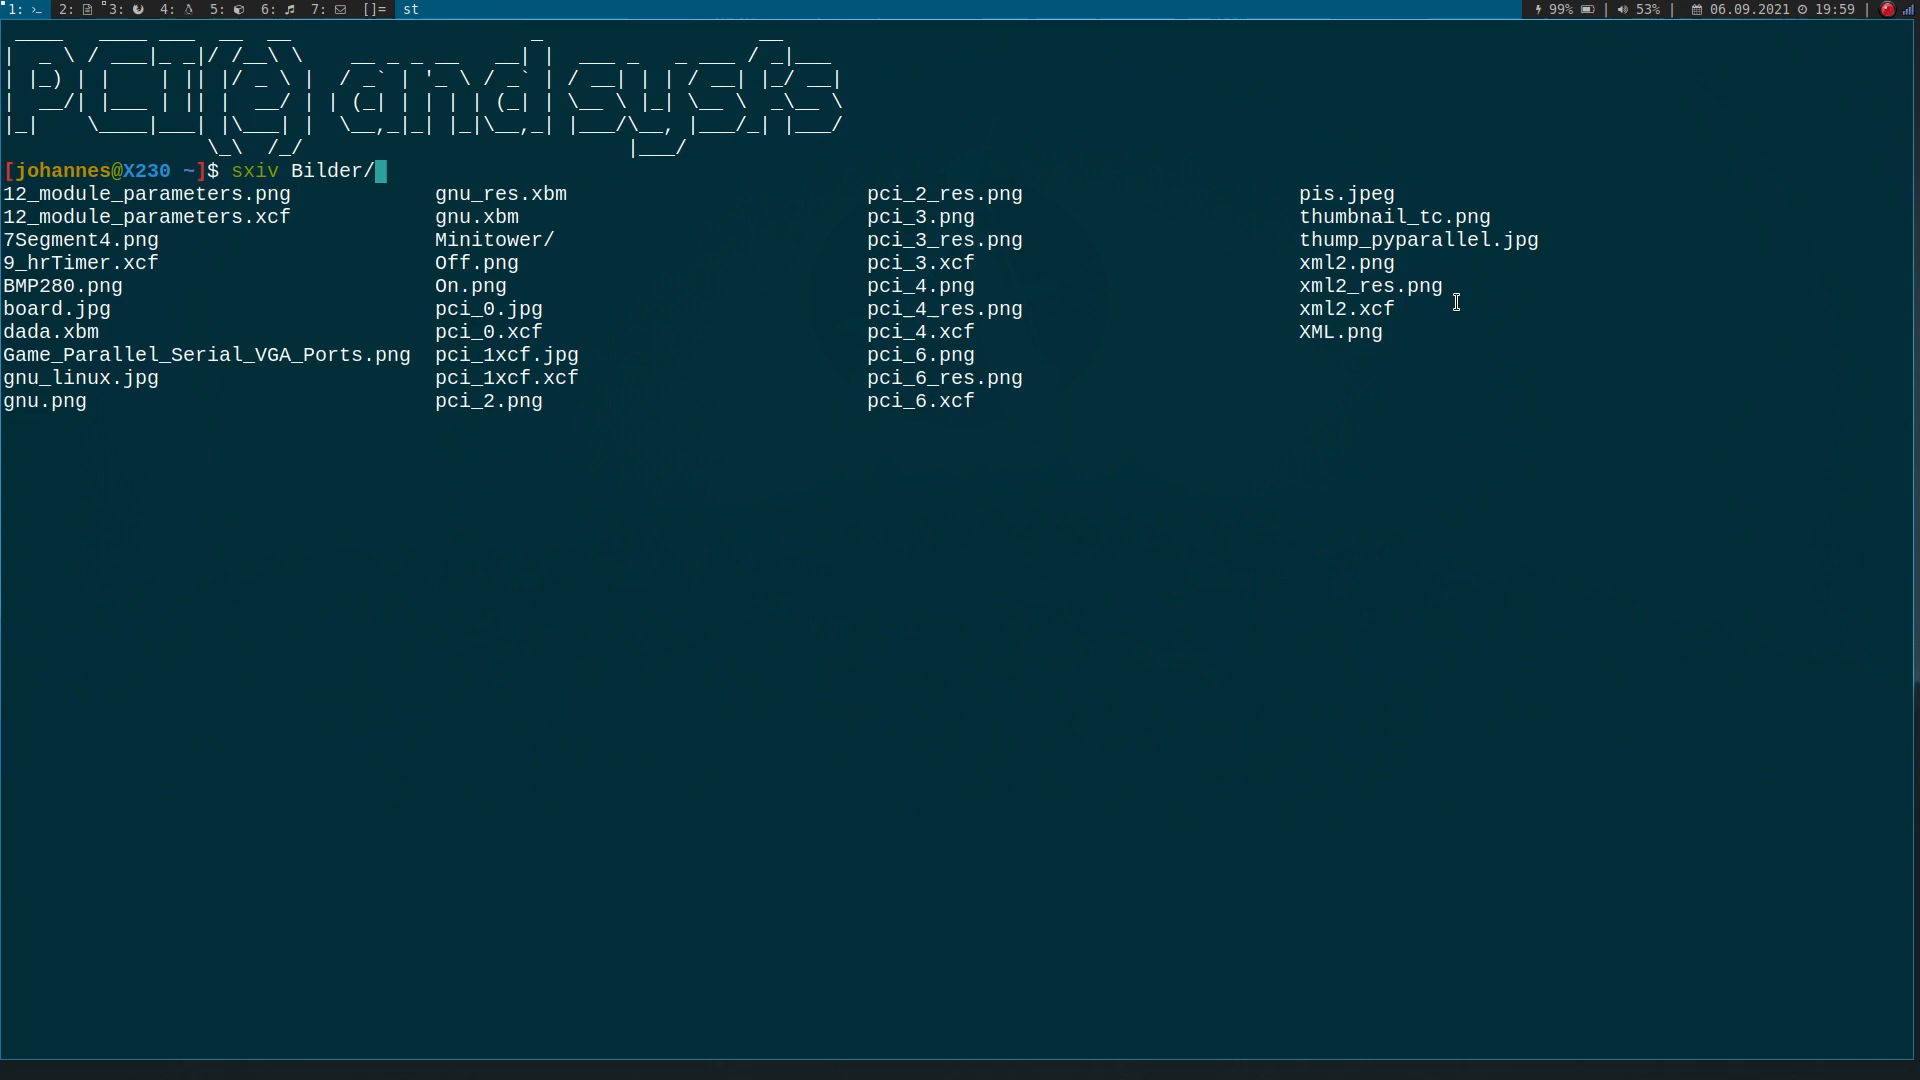 1: 2: 3: 4: 5: 6: 7: []= st 99% | 53% | 06.09.2021 19:59 |
PCI(e) and sysfs
[johannes@X230 ~]$ sxiv Bilder/
12_module_parameters.png gnu_res.xbm pci_2_res.png pis.jpeg
12_module_parameters.xcf gnu.xbm pci_3.png thumbnail_tc.png
7Segment4.png Minitower/ pci_3_res.png thump_pyparallel.jpg
9_hrTimer.xcf Off.png pci_3.xcf xml2.png
BMP280.png On.png pci_4.png xml2_res.png
board.jpg pci_0.jpg pci_4_res.png xml2.xcf
dada.xbm pci_0.xcf pci_4.xcf XML.png
Game_Parallel_Serial_VGA_Ports.png pci_1xcf.jpg pci_6.png
gnu_linux.jpg pci_1xcf.xcf pci_6_res.png
gnu.png pci_2.png pci_6.xcf